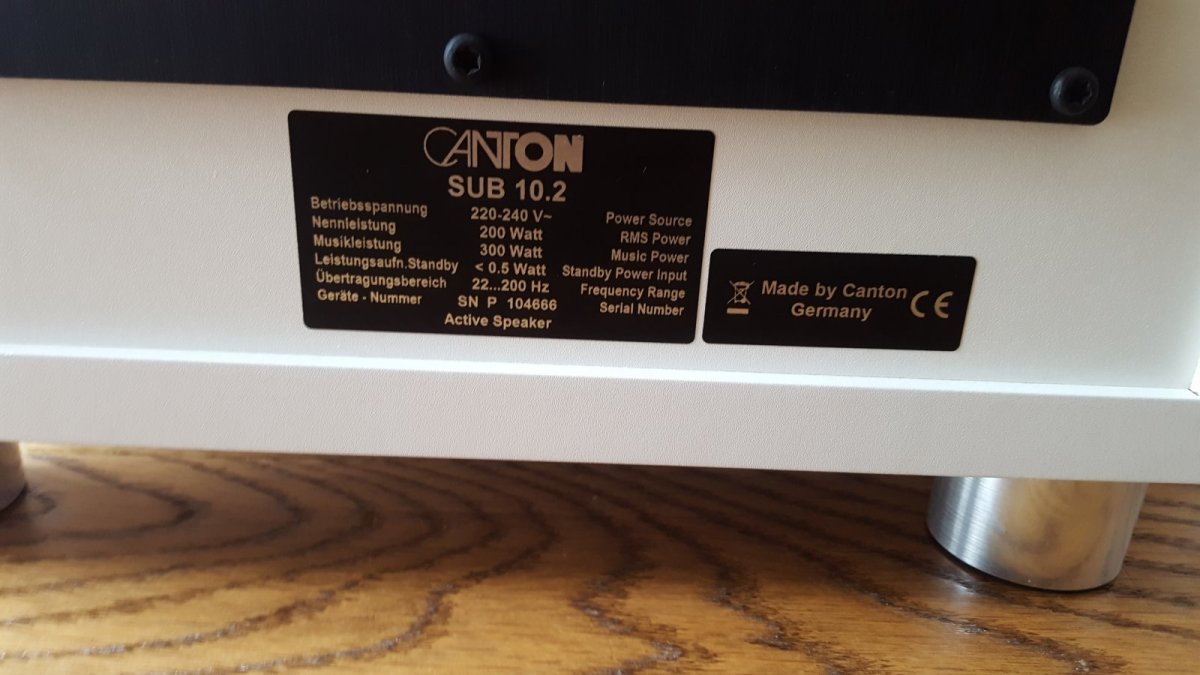 CANTON
SUB 10.2
Betriebsspannung 220-240 V~ Power Source
Nennleistung 200 Watt RMS Power
Musikleistung 300 Watt Music Power
Leistungsaufn.Standby < 0.5 Watt Standby Power Input
Übertragungsbereich 22...200 Hz Frequency Range
Geräte - Nummer SN P 104666 Serial Number
Active Speaker
Made by Canton
Germany
CE